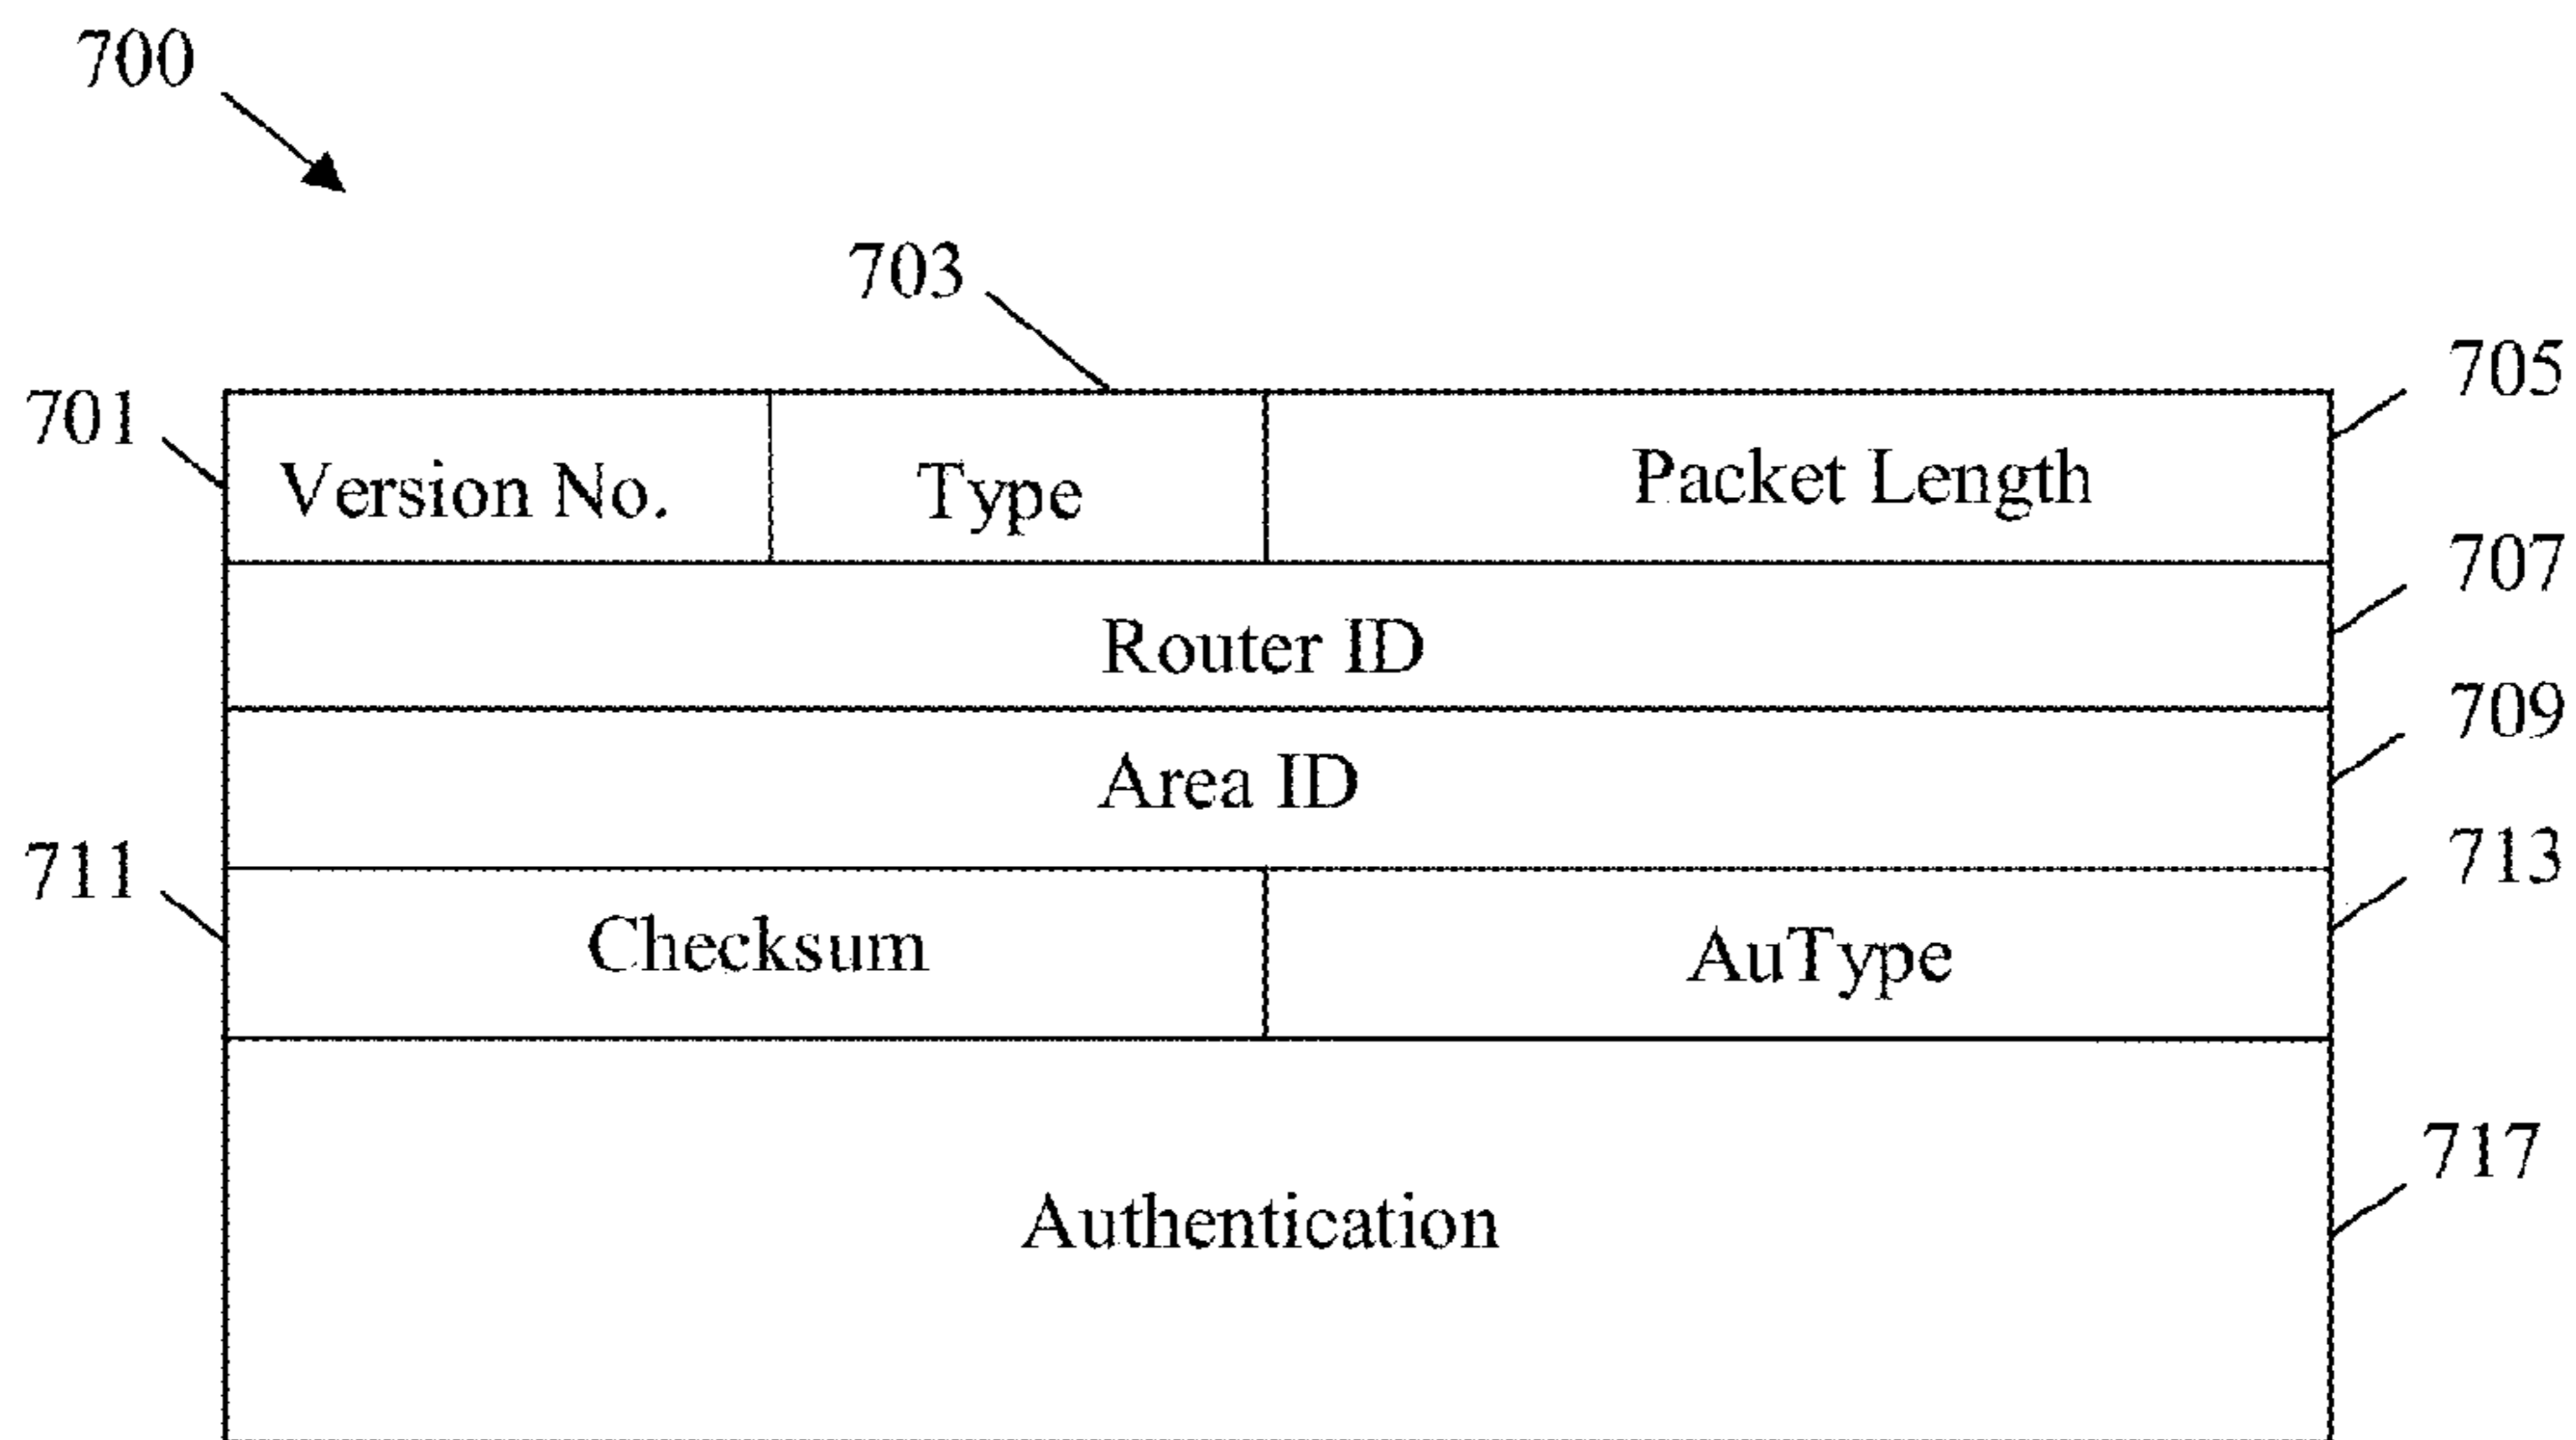 700
703
705
701
Version No.
Type
Packet Length
707
Router ID
709
Area ID
711
713
Checksum
AuType
717
Authentication